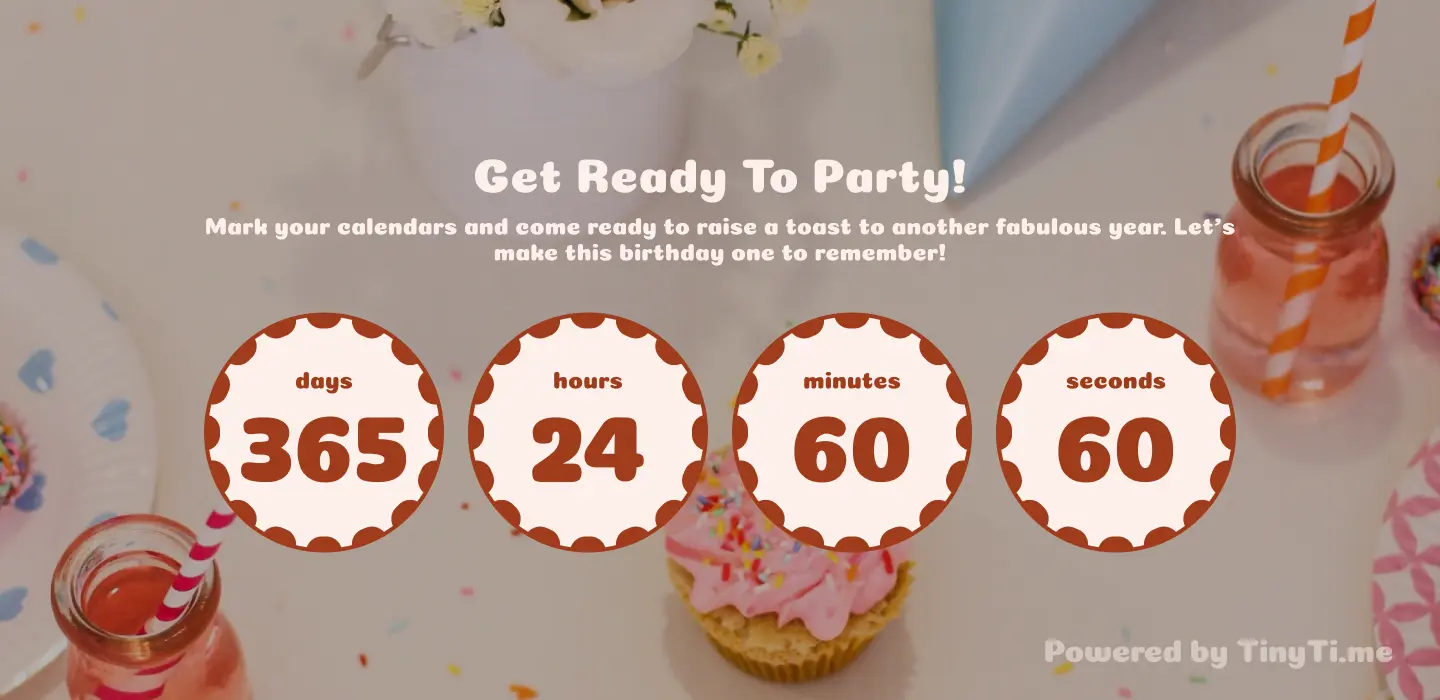 Get Ready To Party!
Mark your calendars and come ready to raise a toast to another fabulous year. Let's
make this birthday one to remember!
days
365
hours
24
minutes
60
seconds
60
Powered by TinyTi.me